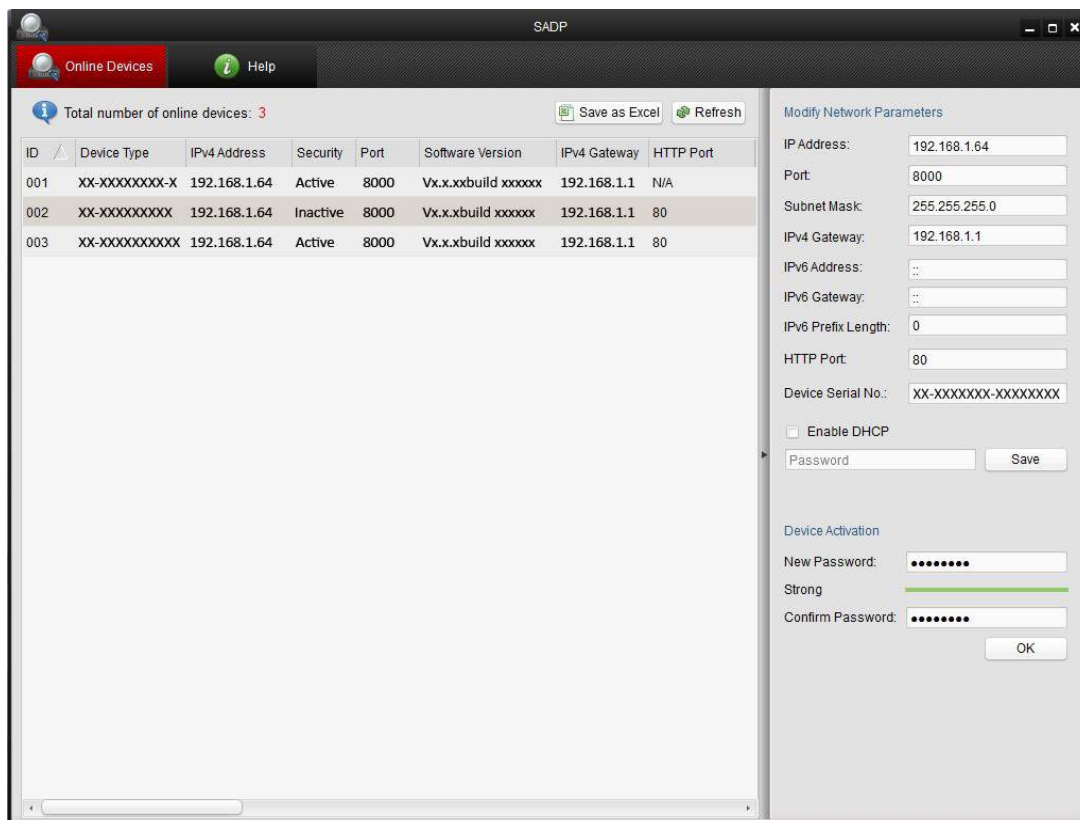 SADP
Online Devices Help
Total number of online devices: 3 Save as Excel Refresh
ID Device Type IPv4 Address Security Port Software Version IPv4 Gateway HTTP Port
001 XX-XXXXXXXX-X 192.168.1.64 Active 8000 Vx.x.xxbuild xxxxxx 192.168.1.1 N/A
002 XX-XXXXXXXXX 192.168.1.64 Inactive 8000 Vx.x.xbuild xxxxxx 192.168.1.1 80
003 XX-XXXXXXXXXX 192.168.1.64 Active 8000 Vx.x.xbuild xxxxxx 192.168.1.1 80
Modify Network Parameters
IP Address: 192.168.1.64
Port: 8000
Subnet Mask: 255.255.255.0
IPv4 Gateway: 192.168.1.1
IPv6 Address: ::
IPv6 Gateway: ::
IPv6 Prefix Length: 0
HTTP Port: 80
Device Serial No.: XX-XXXXXXX-XXXXXXXX
Enable DHCP
Password Save
Device Activation
New Password: ●●●●●●●●
Strong
Confirm Password: ●●●●●●●●
OK